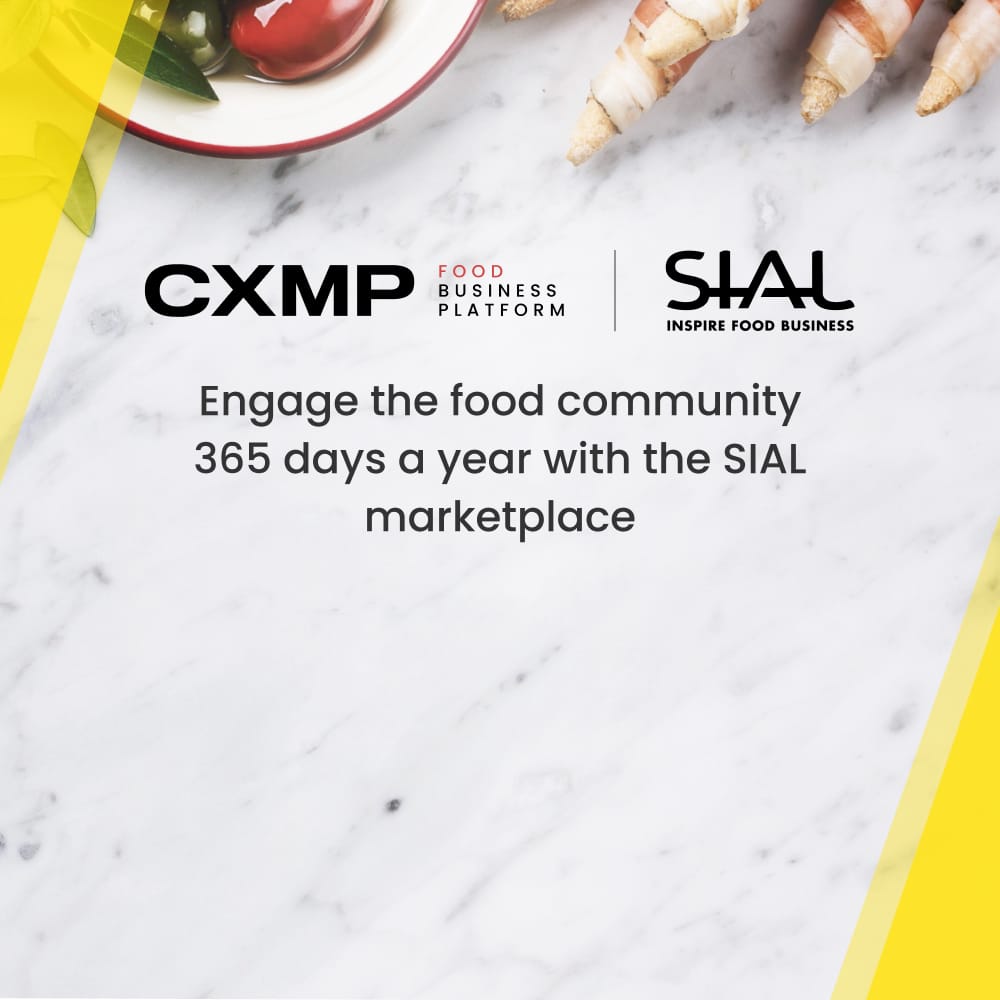 CXMP
FOOD
BUSINESS
PLATFORM
SIAL
INSPIRE FOOD BUSINESS
Engage the food community
365 days a year with the SIAL
marketplace